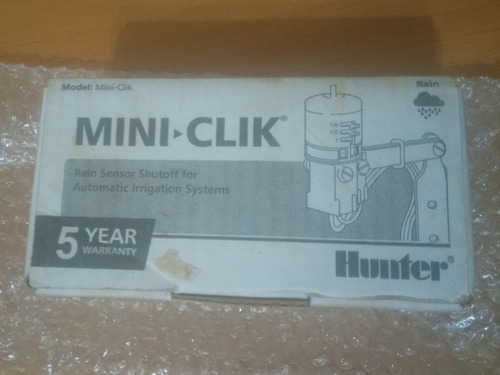 Model: Mini-Clik
Rain
MINI▸CLIK®
Rain Sensor Shutoff for
Automatic Irrigation Systems
5 YEAR
WARRANTY
Hunter®